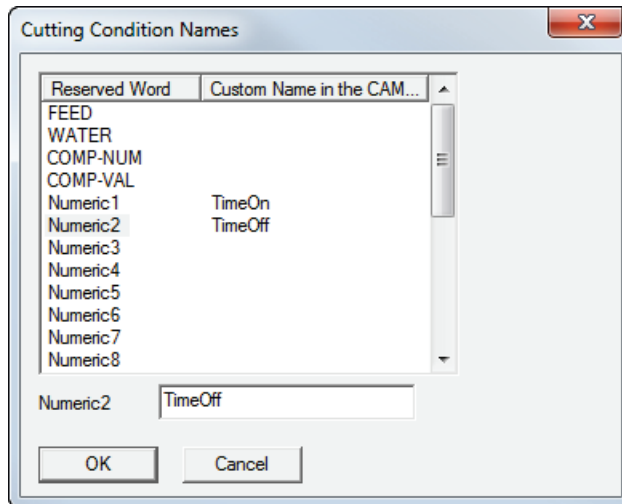 Cutting Condition Names
Reserved Word Custom Name in the CAM...
FEED
WATER
COMP-NUM
COMP-VAL
Numeric1 TimeOn
Numeric2 TimeOff
Numeric3
Numeric4
Numeric5
Numeric6
Numeric7
Numeric8
Numeric2 TimeOff
OK Cancel